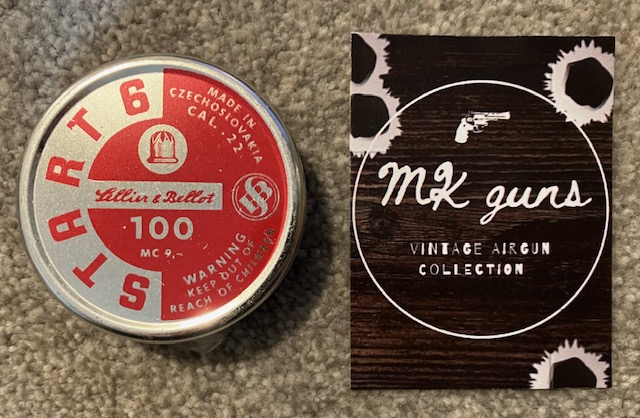 START 6
MADE IN
CZECHOSLOVAKIA
CAL. 22
Sellier & Bellot
SB
100
MC 9,-
WARNING
KEEP OUT OF
REACH OF CHILDREN
MK guns
VINTAGE AIRGUN
COLLECTION